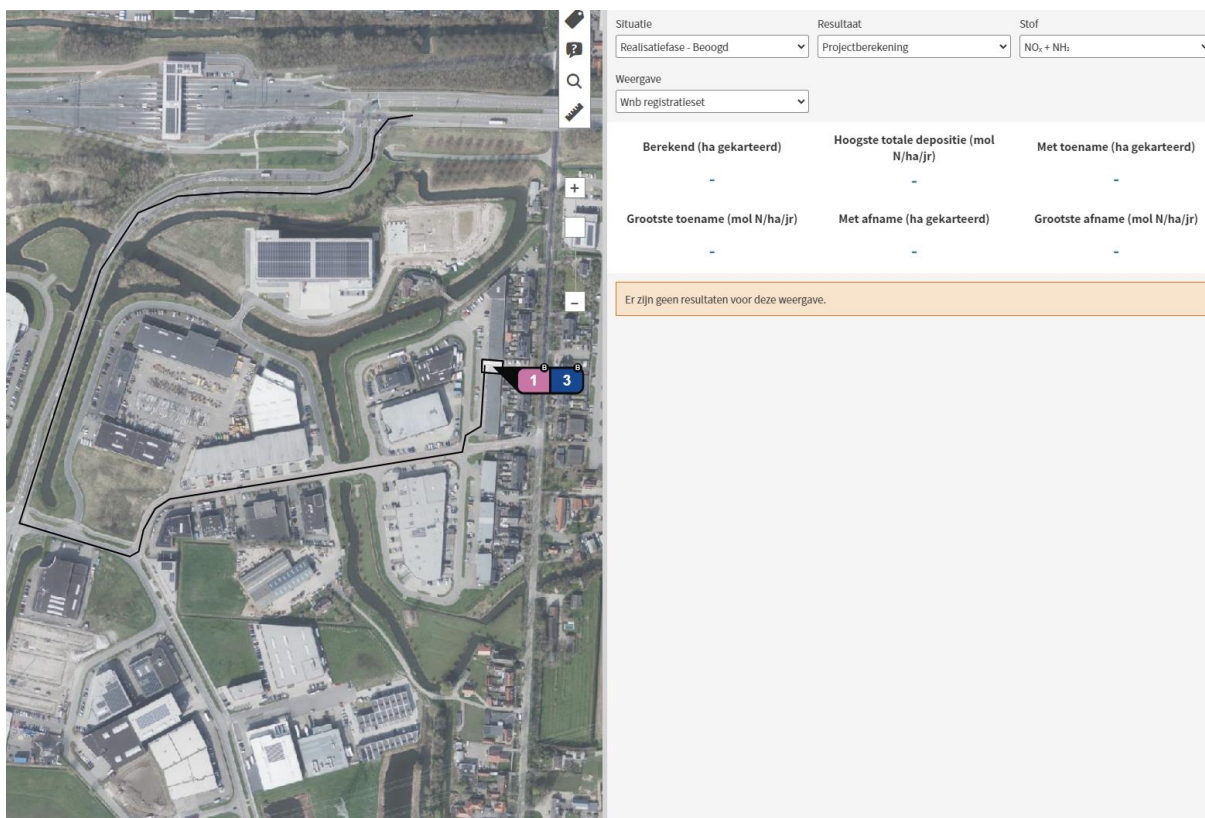 Situatie
Resultaat
Stof
Realisatiefase - Beoogd
Projectberekening
NOₓ + NH₃
Weergave
Wnb registratieset
Berekend (ha gekarteerd)
Hoogste totale depositie (mol
N/ha/jr)
Met toename (ha gekarteerd)
-
-
-
Grootste toename (mol N/ha/jr)
Met afname (ha gekarteerd)
Grootste afname (mol N/ha/jr)
-
-
-
Er zijn geen resultaten voor deze weergave.
?
+
−
B
B
1
3